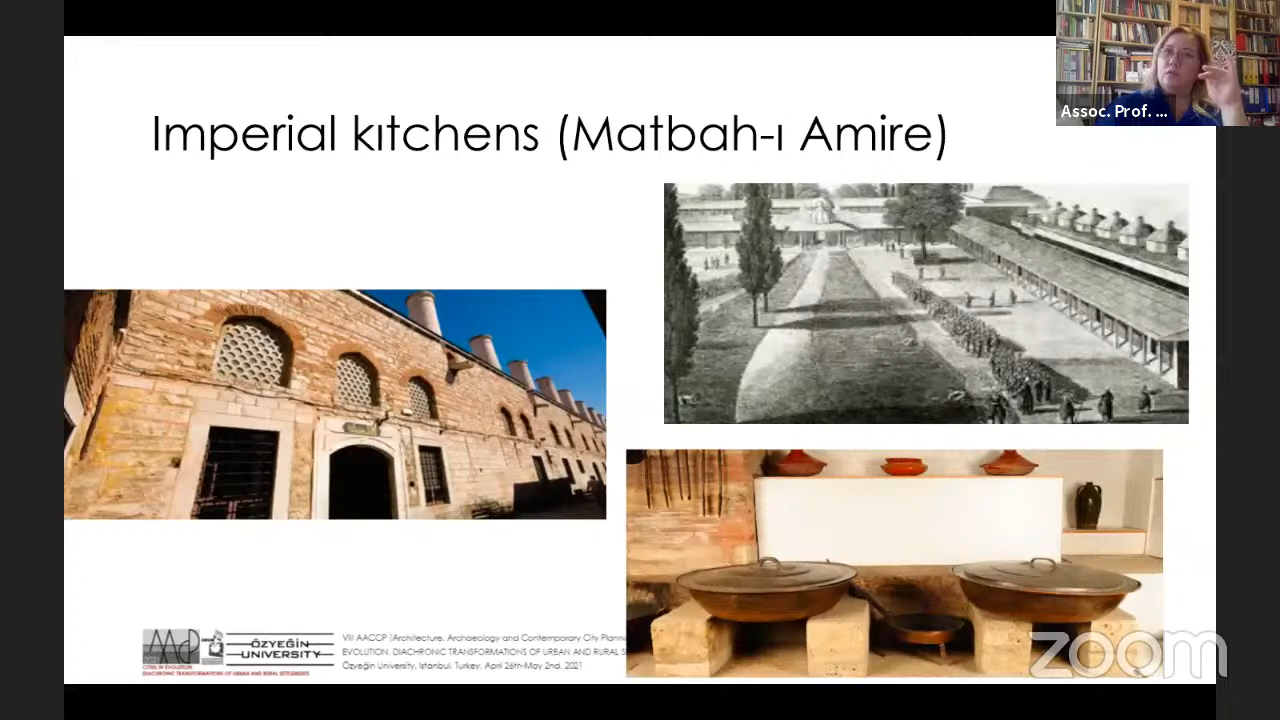 Assoc. Prof. ...
Imperial kıtchens (Matbah-ı Amire)
AACCP
ÖZYEĞİN
UNIVERSITY
CITIES IN EVOLUTION
DIACHRONIC TRANSFORMATIONS OF URBAN AND RURAL SETTLEMENTS
VIII AACCP (Architecture, Archaeology and Contemporary City Planni
EVOLUTION. DIACHRONIC TRANSFORMATIONS OF URBAN AND RURAL S
Özyeğin University, Istanbul, Turkey, April 26th-May 2nd, 2021
zoom